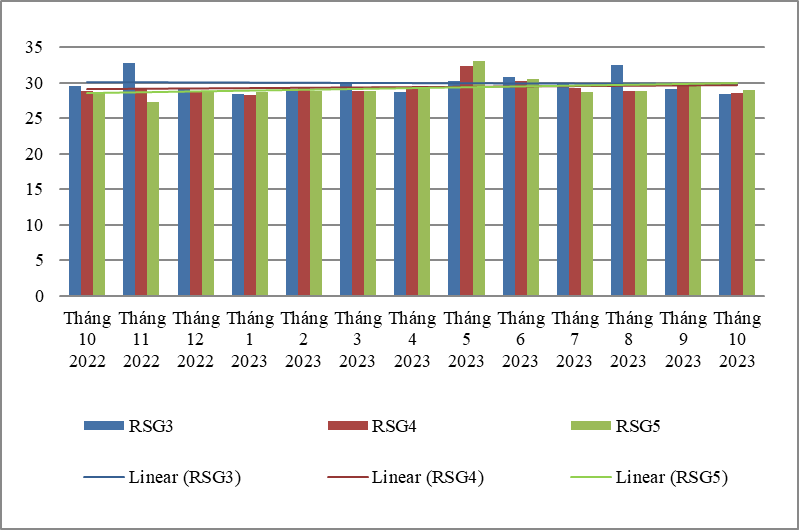 35
30
25
20
15
10
5
0
Tháng Tháng Tháng Tháng Tháng Tháng Tháng Tháng Tháng Tháng Tháng Tháng Tháng
10 11 12 1 2 3 4 5 6 7 8 9 10
2022 2022 2022 2023 2023 2023 2023 2023 2023 2023 2023 2023 2023
RSG3 RSG4 RSG5
Linear (RSG3) Linear (RSG4) Linear (RSG5)